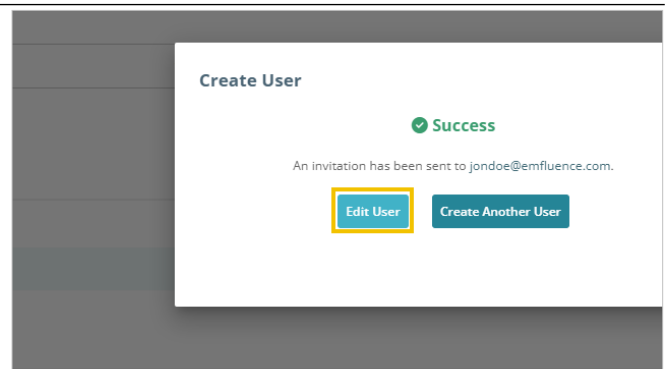 Create User
Success
An invitation has been sent to jondoe@emfluence.com.
Edit User Create Another User